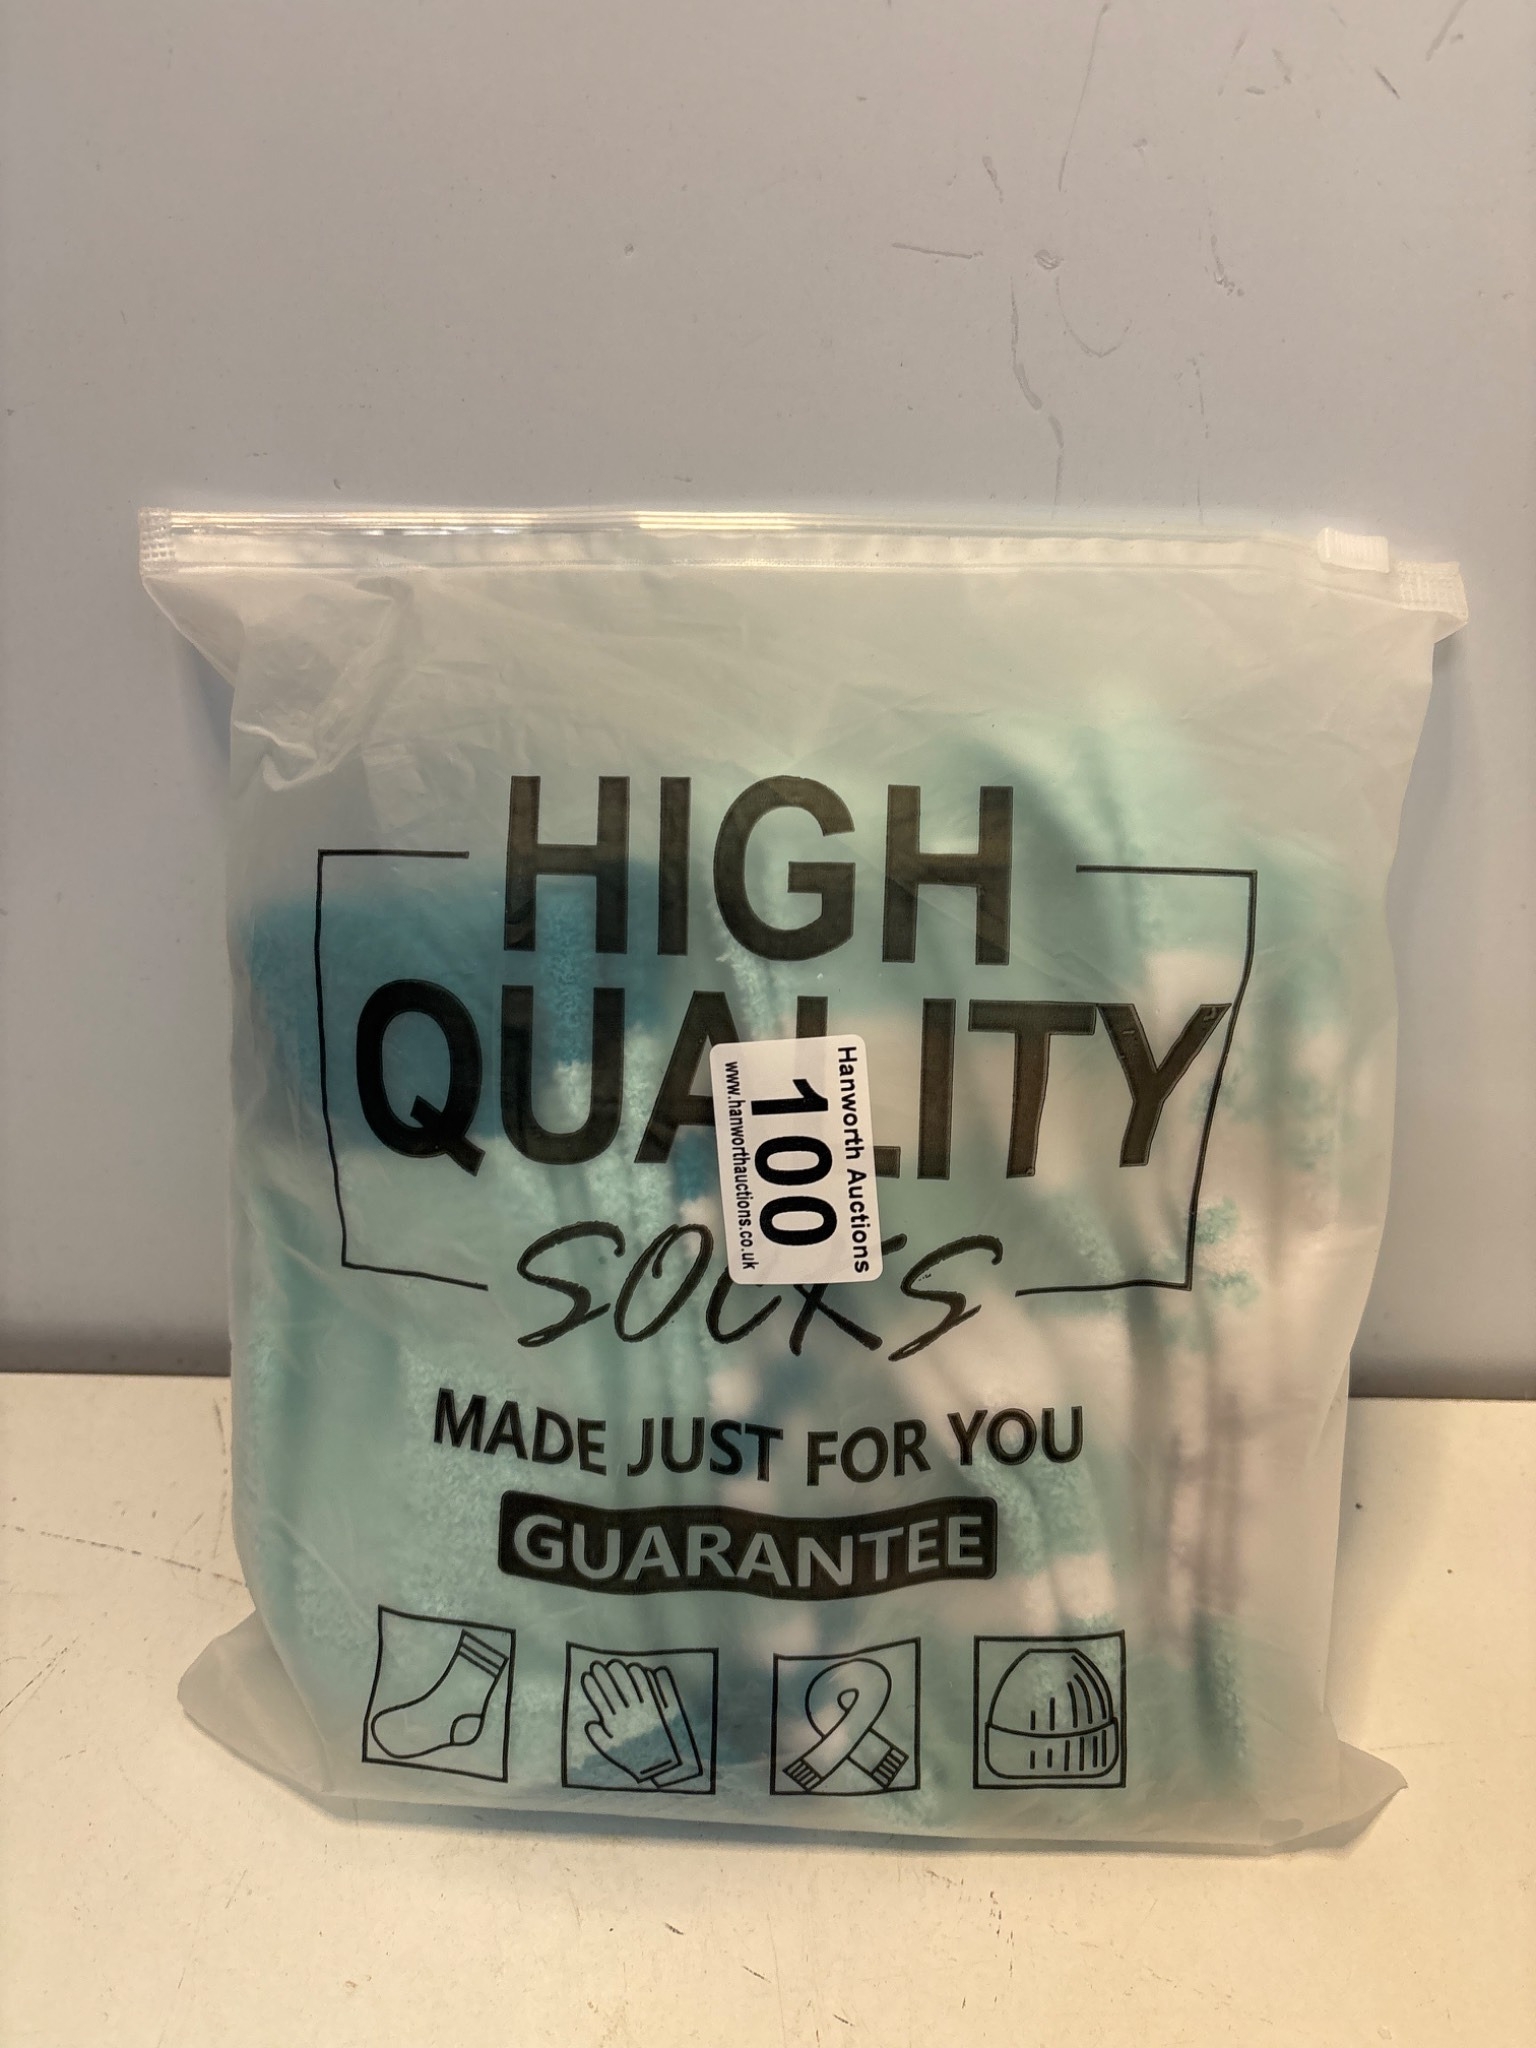 HIGH
QUALITY
SOCKS
Hanworth Auctions
100
www.hanworthauctions.co.uk
MADE JUST FOR YOU
GUARANTEE